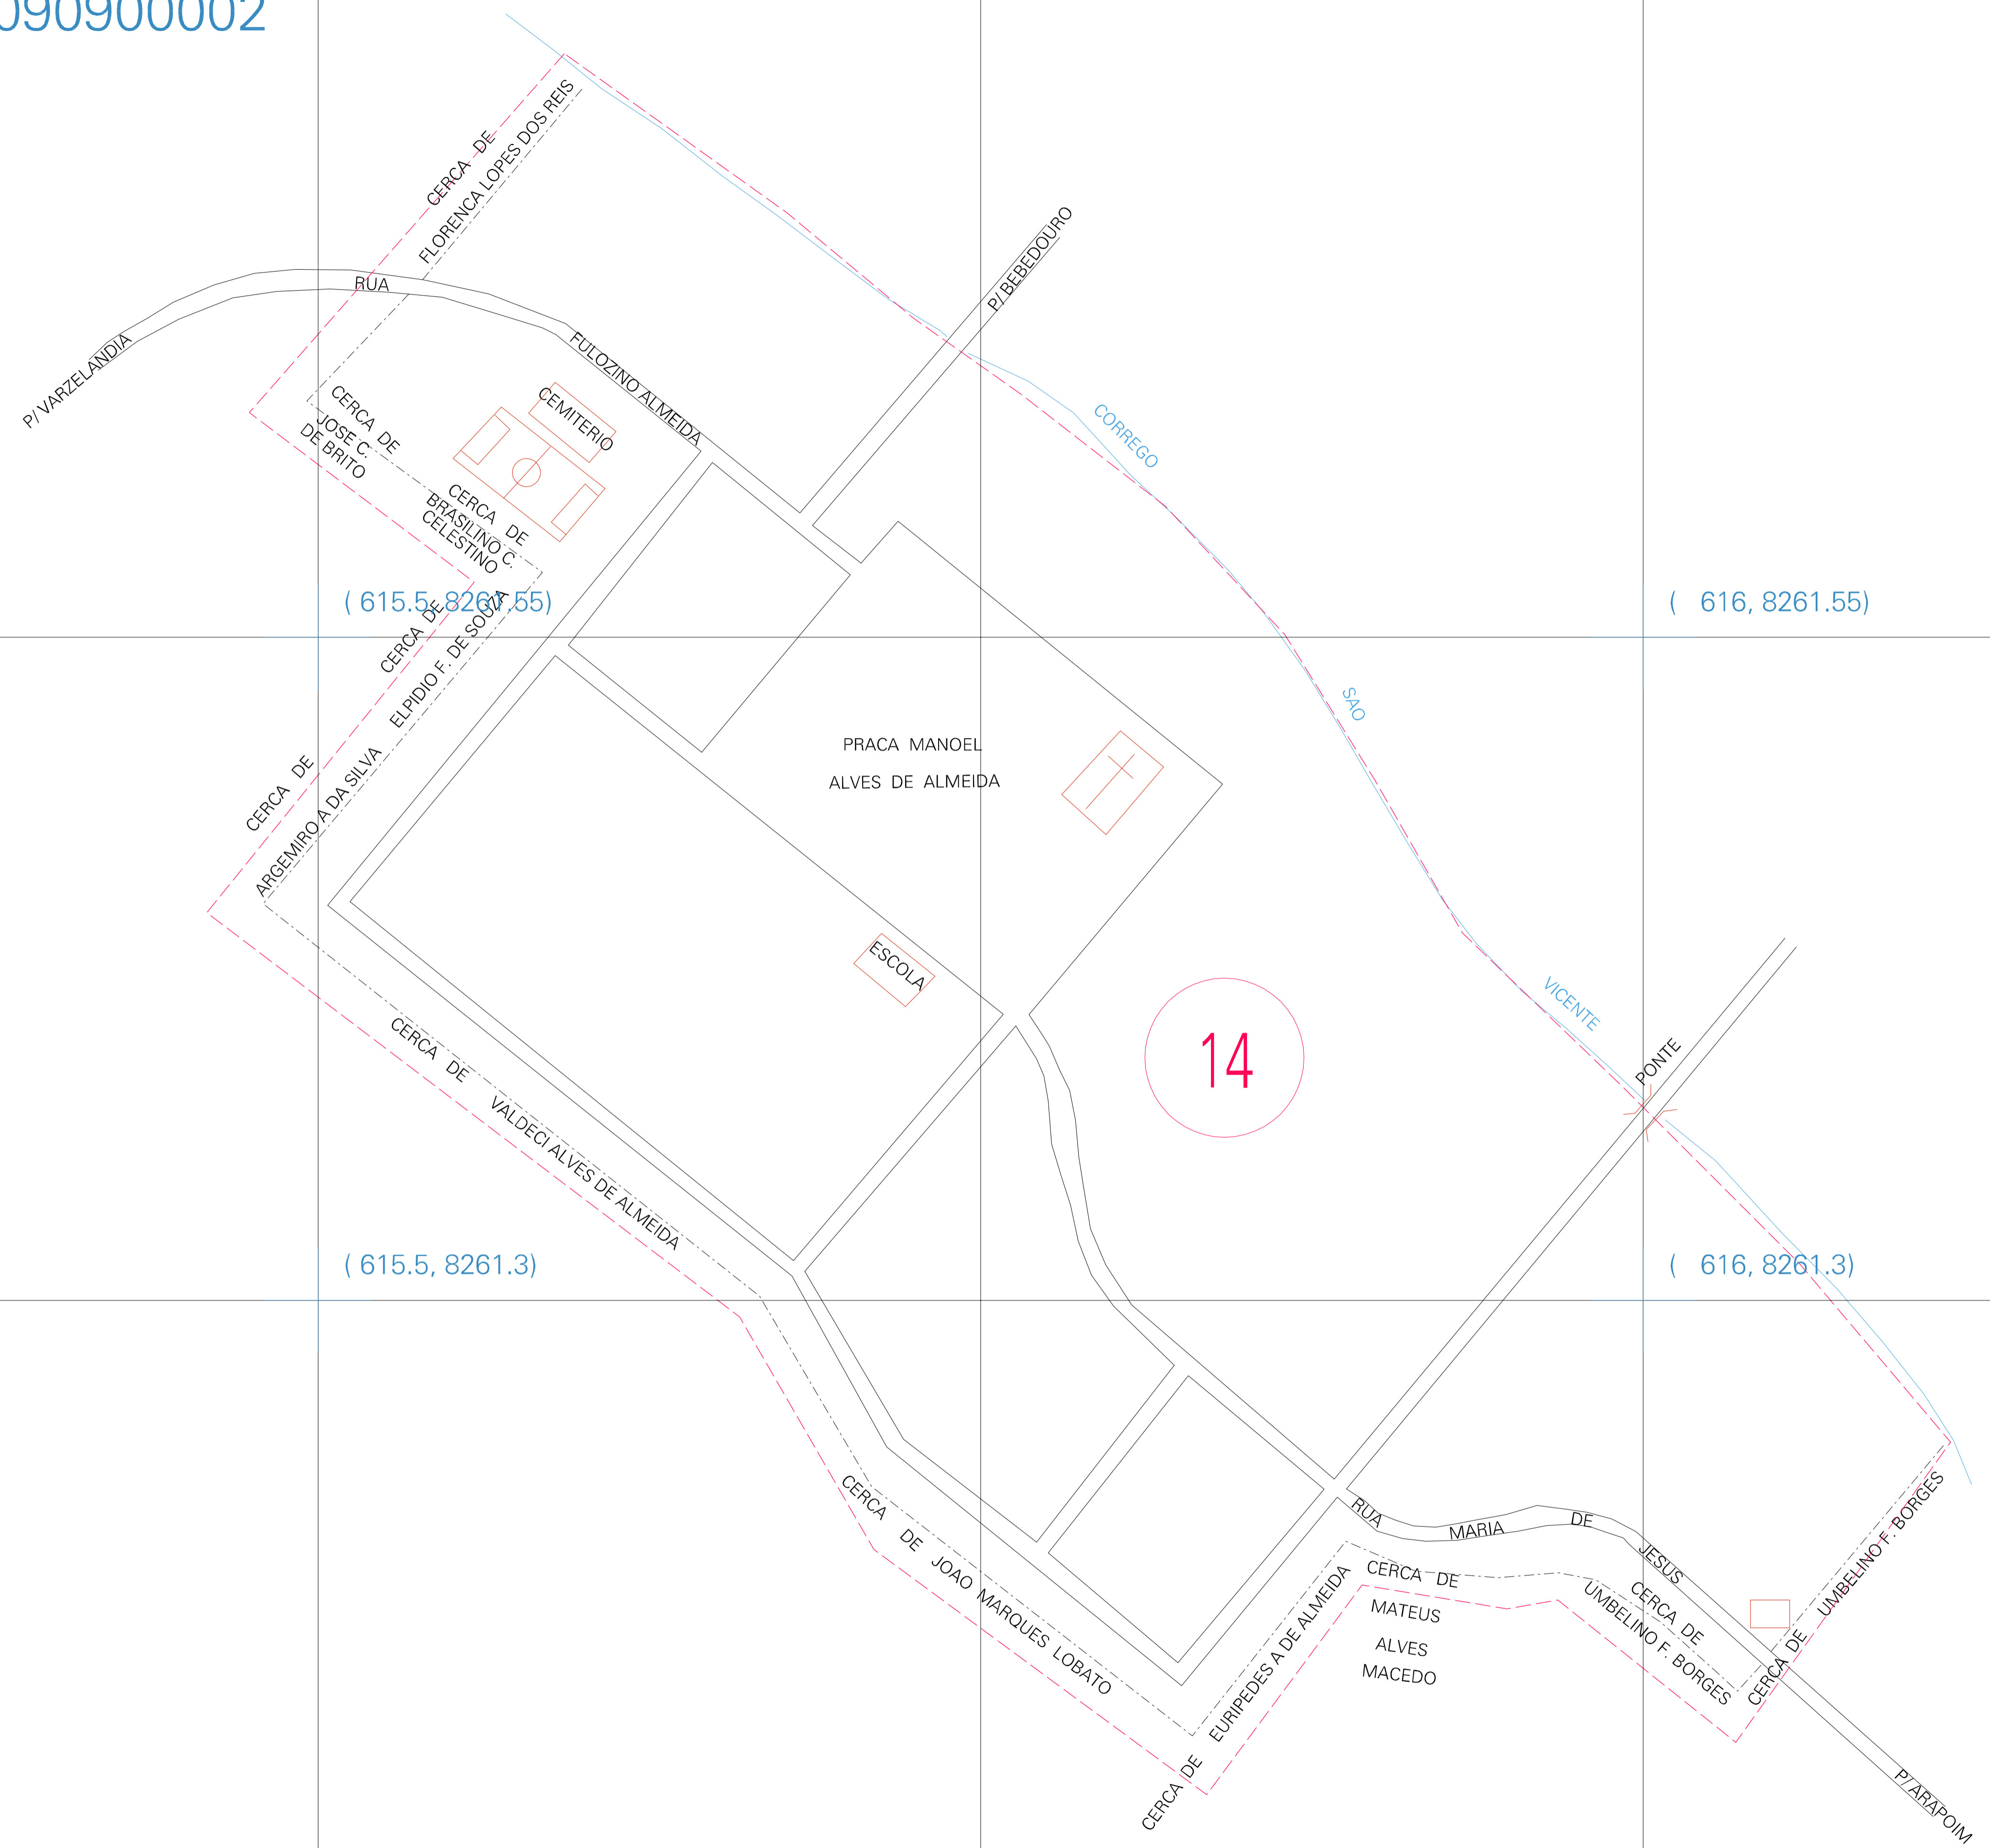 090900002
CERCA DE
FLORENCA LOPES DOS REIS
P/ BEBEDOURO
RUA
FULOZINO ALMEIDA
P/ VARZELANDIA
CEMITERIO
CERCA DE
JOSE C.
DE BRITO
CERCA DE
BRASILINO C.
CELESTINO
CORREGO
SAO
VICENTE
( 615.5, 8261.55)
( 616, 8261.55)
CERCA DE
ELPIDIO F. DE SOUZA
CERCA DE
ARGEMIRO A DA SILVA
PRACA MANOEL
ALVES DE ALMEIDA
ESCOLA
14
PONTE
CERCA DE
VALDECI ALVES DE ALMEIDA
( 615.5, 8261.3)
( 616, 8261.3)
CERCA DE JOAO MARQUES LOBATO
RUA MARIA DE JESUS
CERCA DE
MATEUS
ALVES
MACEDO
CERCA DE
UMBELINO F. BORGES
CERCA DE UMBELINO F. BORGES
CERCA DE EURIPEDES A DE ALMEIDA
P/ ARAPOIM